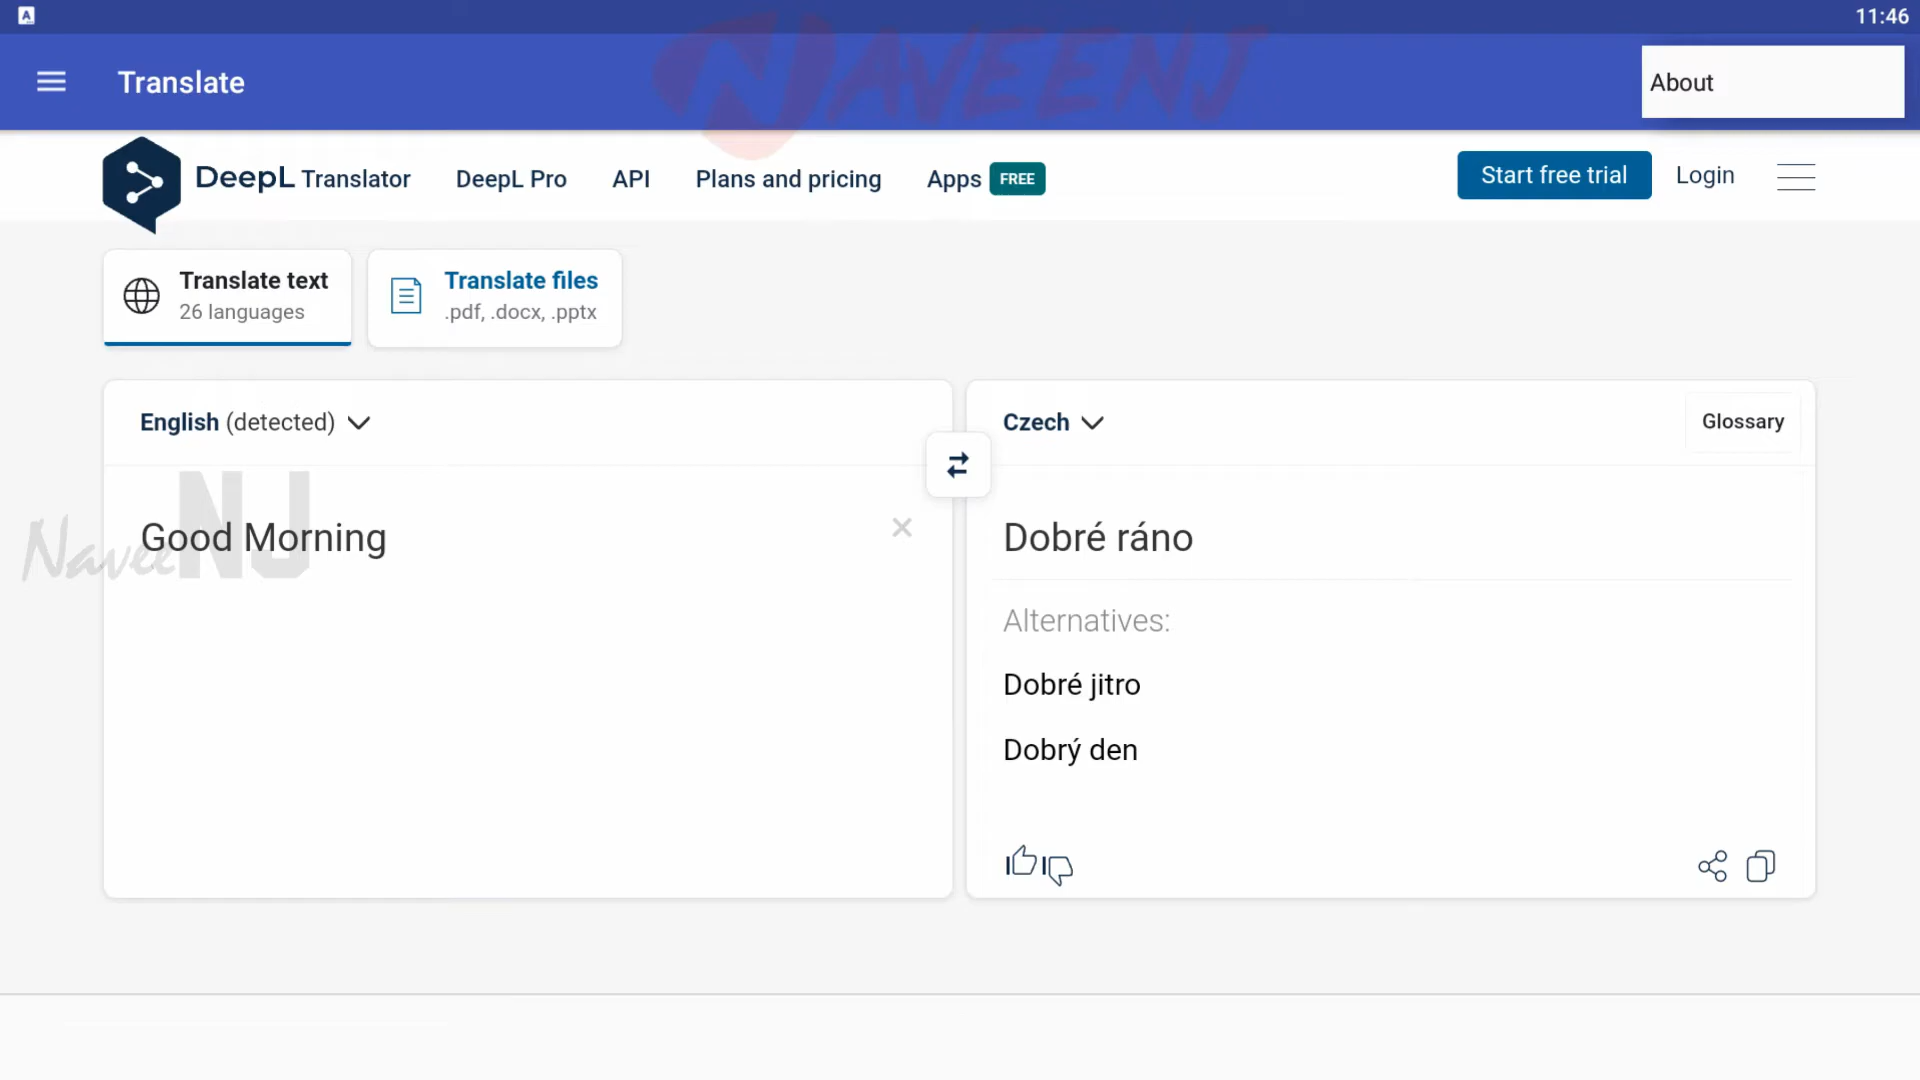 11:46
NAVEENJ
Translate
About
DeepL Translator
DeepL Pro
API
Plans and pricing
Apps FREE
Start free trial
Login
Translate text
26 languages
Translate files
.pdf, .docx, .pptx
English (detected)
Czech
Glossary
NaveeNJ
Good Morning
Dobré ráno
Alternatives:
Dobré jitro
Dobrý den